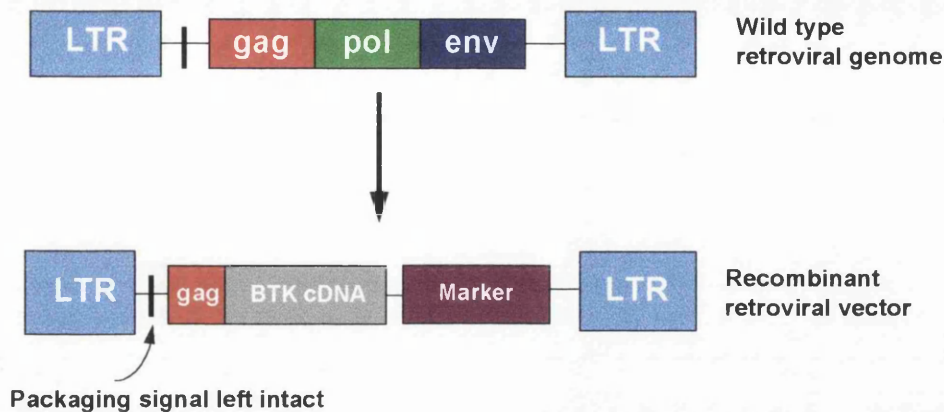 LTR gag pol env LTR
Wild type
retroviral genome
LTR gag BTK cDNA Marker LTR
Recombinant
retroviral vector
Packaging signal left intact